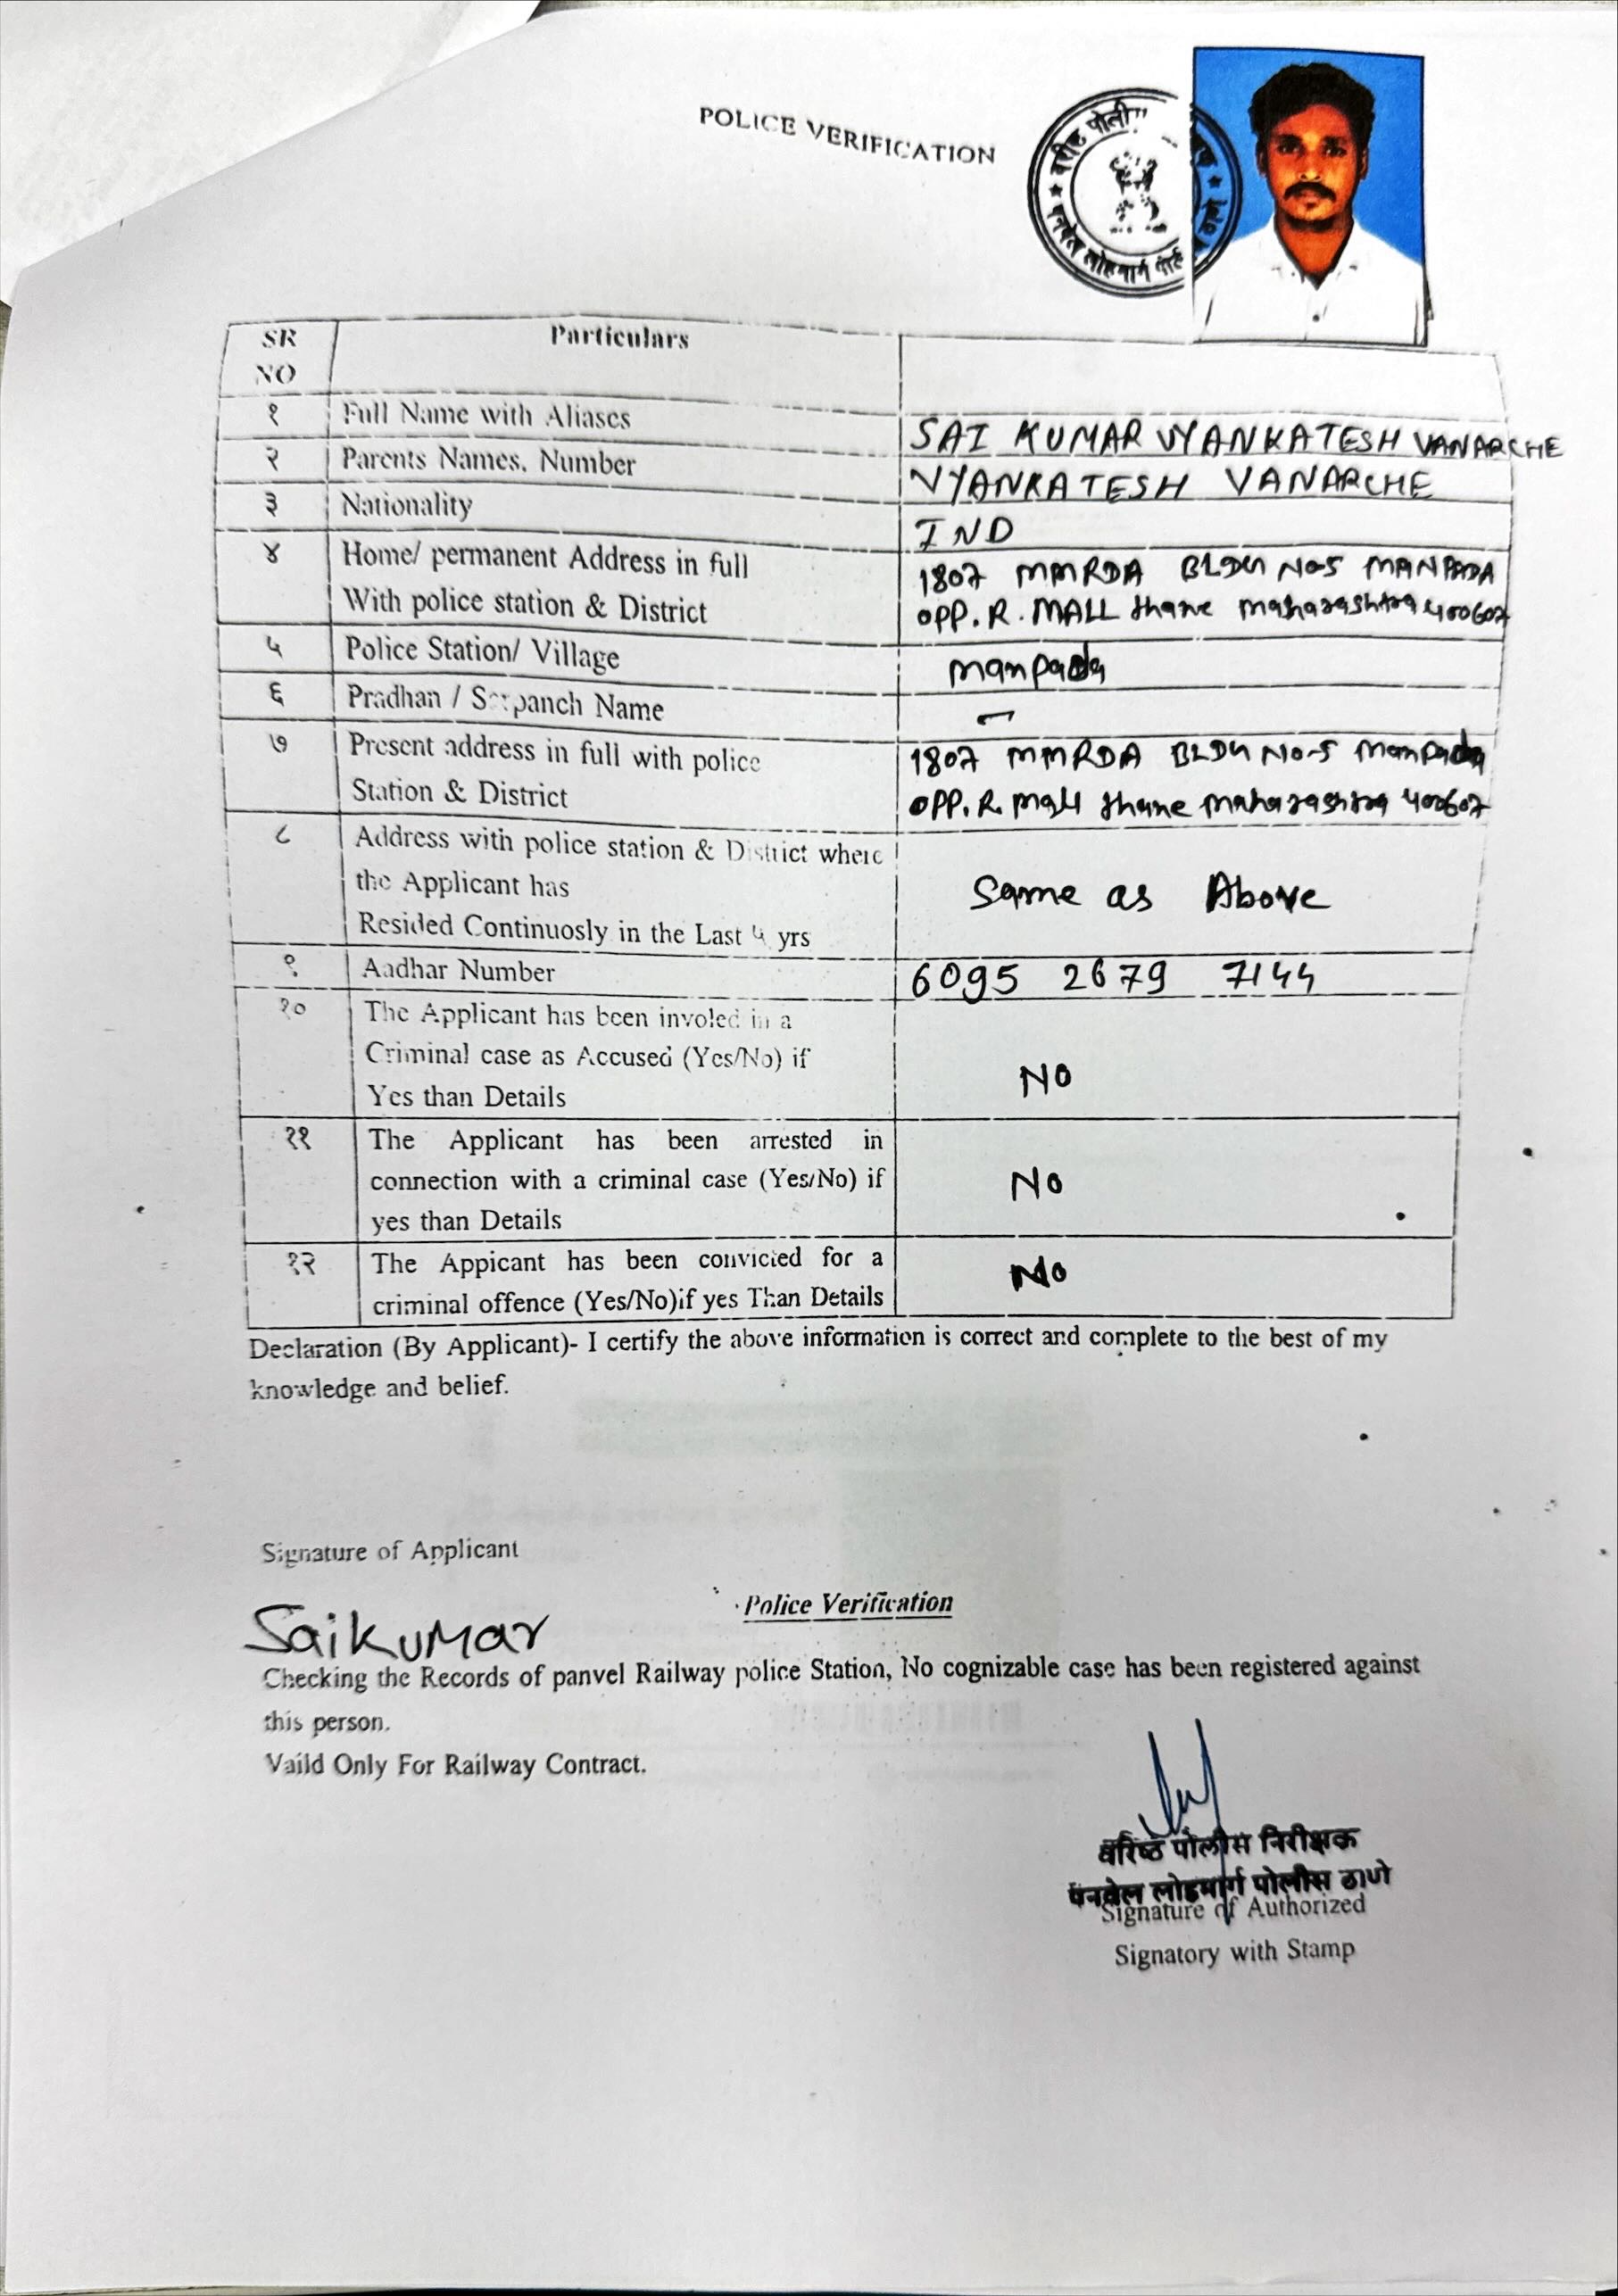 POLICE VERIFICATION
वरीष्ठ पोली
पनवेल लोहमार्ग पोली
SR NO Particulars
१ Full Name with Aliases SAI KUMAR VYANKATESH VANARCHE
२ Parents Names, Number VYANKATESH VANARCHE
३ Nationality IND
४ Home/ permanent Address in full 1807 MMRDA BLDG NO-5 MANPADA
With police station & District OPP. R. MALL thane maharashtra 400607
५ Police Station/ Village manpada
६ Pradhan / Sarpanch Name -
७ Present address in full with police 1807 MMRDA BLDG NO-5 Manpada
Station & District OPP. R. Mall thane maharashtra 400607
८ Address with police station & District where
the Applicant has Same as Above
Resided Continuosly in the Last 5 yrs
९ Aadhar Number 6095 2679 7144
१० The Applicant has been involed in a
Criminal case as Accused (Yes/No) if NO
Yes than Details
११ The Applicant has been arrested in
connection with a criminal case (Yes/No) if No
yes than Details
१२ The Appicant has been convicted for a No
criminal offence (Yes/No)if yes Than Details
Declaration (By Applicant)- I certify the above information is correct and complete to the best of my
knowledge and belief.
Signature of Applicant
Police Verification
Saikumar
Checking the Records of panvel Railway police Station, No cognizable case has been registered against
this person.
Vaild Only For Railway Contract.
वरिष्ठ पोलीस निरीक्षक
पनवेल लोहमार्ग पोलीस ठाणे
Signature of Authorized
Signatory with Stamp